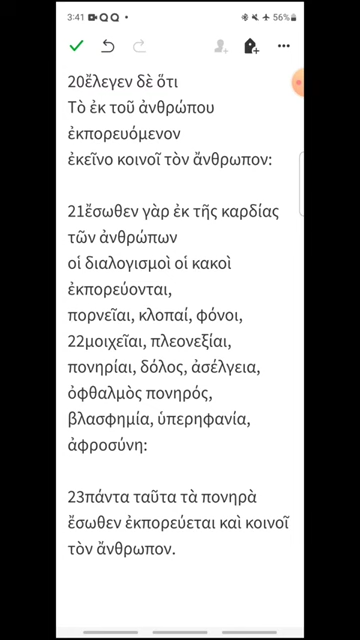 3:41
56%
20ἔλεγεν δὲ ὅτι
Τὸ ἐκ τοῦ ἀνθρώπου
ἐκπορευόμενον
ἐκεῖνο κοινοῖ τὸν ἄνθρωπον:
21ἔσωθεν γὰρ ἐκ τῆς καρδίας
τῶν ἀνθρώπων
οἱ διαλογισμοὶ οἱ κακοὶ
ἐκπορεύονται,
πορνεῖαι, κλοπαί, φόνοι,
22μοιχεῖαι, πλεονεξίαι,
πονηρίαι, δόλος, ἀσέλγεια,
ὀφθαλμὸς πονηρός,
βλασφημία, ὑπερηφανία,
ἀφροσύνη:
23πάντα ταῦτα τὰ πονηρὰ
ἔσωθεν ἐκπορεύεται καὶ κοινοῖ
τὸν ἄνθρωπον.